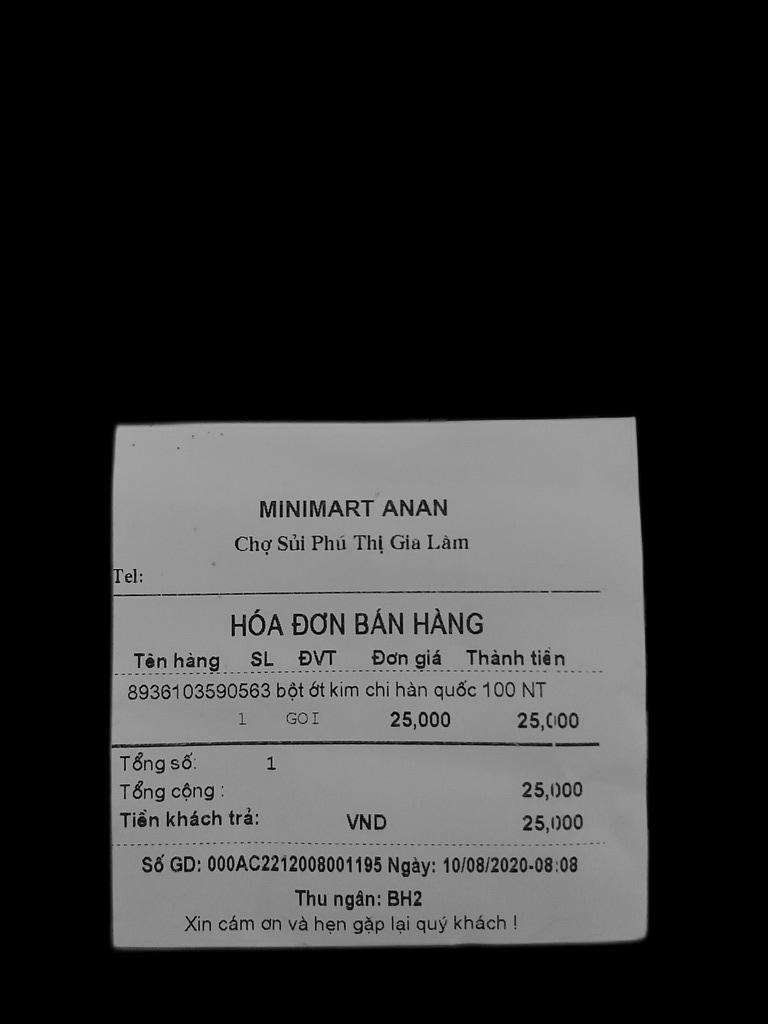 MINIMART ANAN
Chợ Sủi Phú Thị Gia Lâm
Tel:
HÓA ĐƠN BÁN HÀNG
Tên hàng SL ĐVT Đơn giá Thành tiền
8936103590563 bột ớt kim chi hàn quốc 100 NT
1 GOI 25,000 25,000
Tổng số: 1
Tổng cộng : 25,000
Tiền khách trả: VND 25,000
Số GD: 000AC2212008001195 Ngày: 10/08/2020-08:08
Thu ngân: BH2
Xin cám ơn và hẹn gặp lại quý khách !